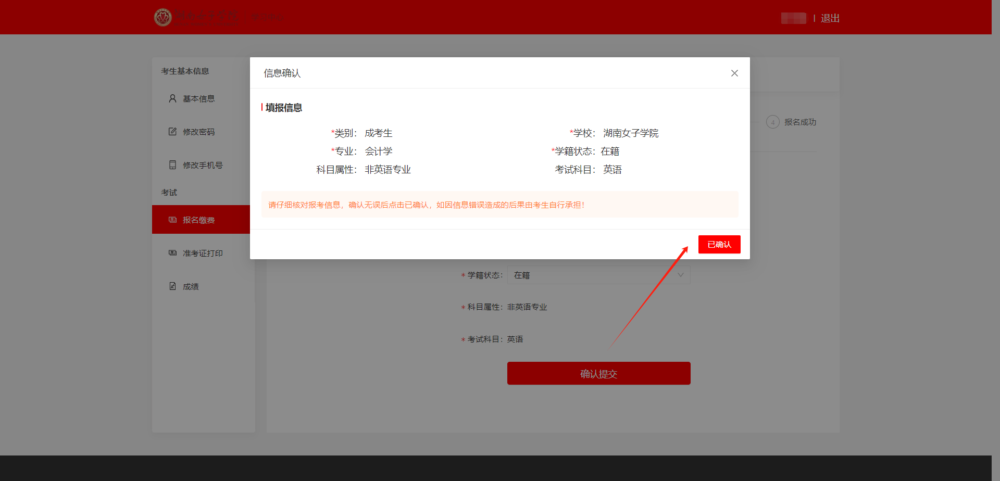 退出
考生基本信息
基本信息
修改密码
修改手机号
考试
报名缴费
准考证打印
成绩
信息确认
填报信息
*类别： 成考生
*学校： 湖南女子学院
*专业： 会计学
*学籍状态：在籍
科目属性： 非英语专业
考试科目： 英语
请仔细核对报考信息，确认无误后点击已确认，如因信息错误造成的后果由考生自行承担！
已确认
4 报名成功
* 学籍状态： 在籍
* 科目属性：非英语专业
* 考试科目：英语
确认提交